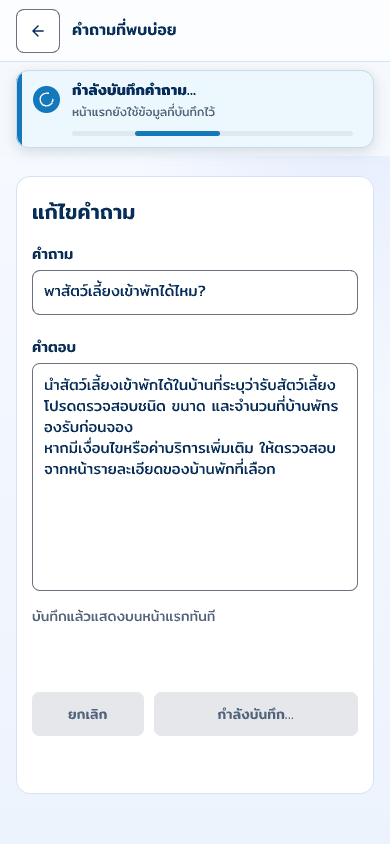 คำถามที่พบบ่อย
กำลังบันทึกคำถาม...
หน้าแรกยังใช้ข้อมูลที่บันทึกไว้
แก้ไขคำถาม
คำถาม
พาสัตว์เลี้ยงเข้าพักได้ไหม?
คำตอบ
นำสัตว์เลี้ยงเข้าพักได้ในบ้านที่ระบุว่ารับสัตว์เลี้ยง
โปรดตรวจสอบชนิด ขนาด และจำนวนที่บ้านพักร
องรับก่อนจอง
หากมีเงื่อนไขหรือค่าบริการเพิ่มเติม ให้ตรวจสอบ
จากหน้ารายละเอียดของบ้านพักที่เลือก
บันทึกแล้วแสดงบนหน้าแรกทันที
ยกเลิก
กำลังบันทึก...